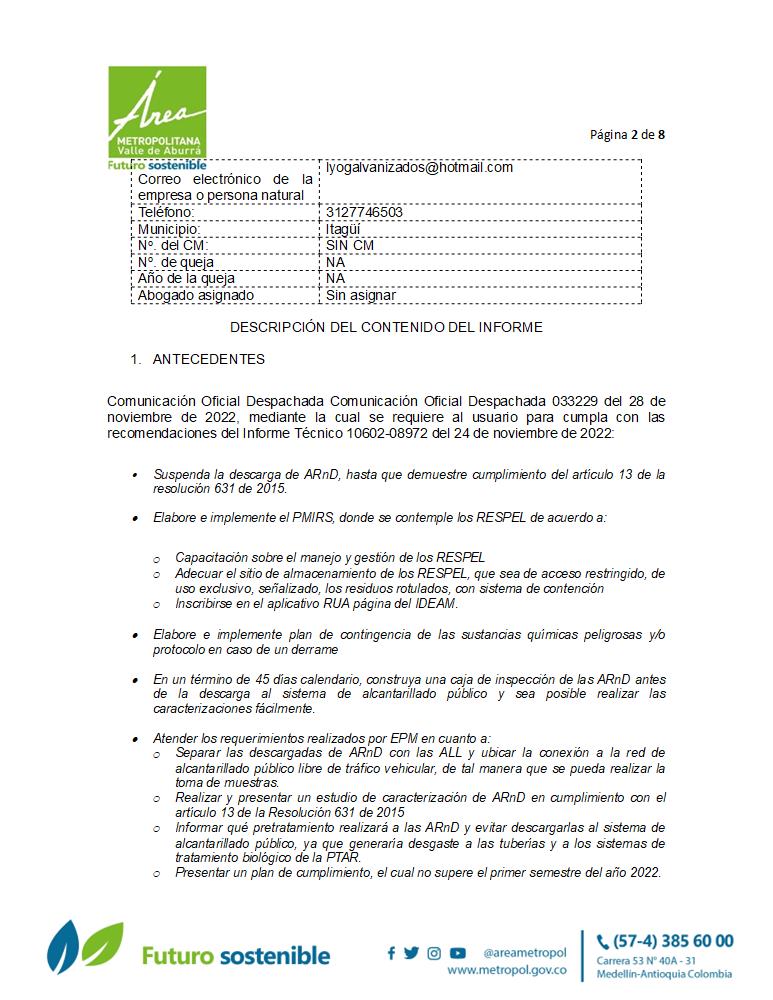 Área
METROPOLITANA
Valle de Aburrá
Futuro sostenible
Página 2 de 8
lyogalvanizados@hotmail.com
Correo electrónico de la
empresa o persona natural
Teléfono: 3127746503
Municipio: Itagüí
Nº. del CM: SIN CM
Nº. de queja NA
Año de la queja NA
Abogado asignado Sin asignar
DESCRIPCIÓN DEL CONTENIDO DEL INFORME
1. ANTECEDENTES
Comunicación Oficial Despachada Comunicación Oficial Despachada 033229 del 28 de
noviembre de 2022, mediante la cual se requiere al usuario para cumpla con las
recomendaciones del Informe Técnico 10602-08972 del 24 de noviembre de 2022:
• Suspenda la descarga de ARnD, hasta que demuestre cumplimiento del artículo 13 de la
resolución 631 de 2015.
• Elabore e implemente el PMIRS, donde se contemple los RESPEL de acuerdo a:
o Capacitación sobre el manejo y gestión de los RESPEL
o Adecuar el sitio de almacenamiento de los RESPEL, que sea de acceso restringido, de
uso exclusivo, señalizado, los residuos rotulados, con sistema de contención
o Inscribirse en el aplicativo RUA página del IDEAM.
• Elabore e implemente plan de contingencia de las sustancias químicas peligrosas y/o
protocolo en caso de un derrame
• En un término de 45 días calendario, construya una caja de inspección de las ARnD antes
de la descarga al sistema de alcantarillado público y sea posible realizar las
caracterizaciones fácilmente.
• Atender los requerimientos realizados por EPM en cuanto a:
o Separar las descargadas de ARnD con las ALL y ubicar la conexión a la red de
alcantarillado público libre de tráfico vehicular, de tal manera que se pueda realizar la
toma de muestras.
o Realizar y presentar un estudio de caracterización de ARnD en cumplimiento con el
artículo 13 de la Resolución 631 de 2015
o Informar qué pretratamiento realizará a las ARnD y evitar descargarlas al sistema de
alcantarillado público, ya que generaría desgaste a las tuberías y a los sistemas de
tratamiento biológico de la PTAR.
o Presentar un plan de cumplimiento, el cual no supere el primer semestre del año 2022.
Futuro sostenible
@areametropol
www.metropol.gov.co
(57-4) 385 60 00
Carrera 53 N° 40A - 31
Medellín-Antioquia Colombia